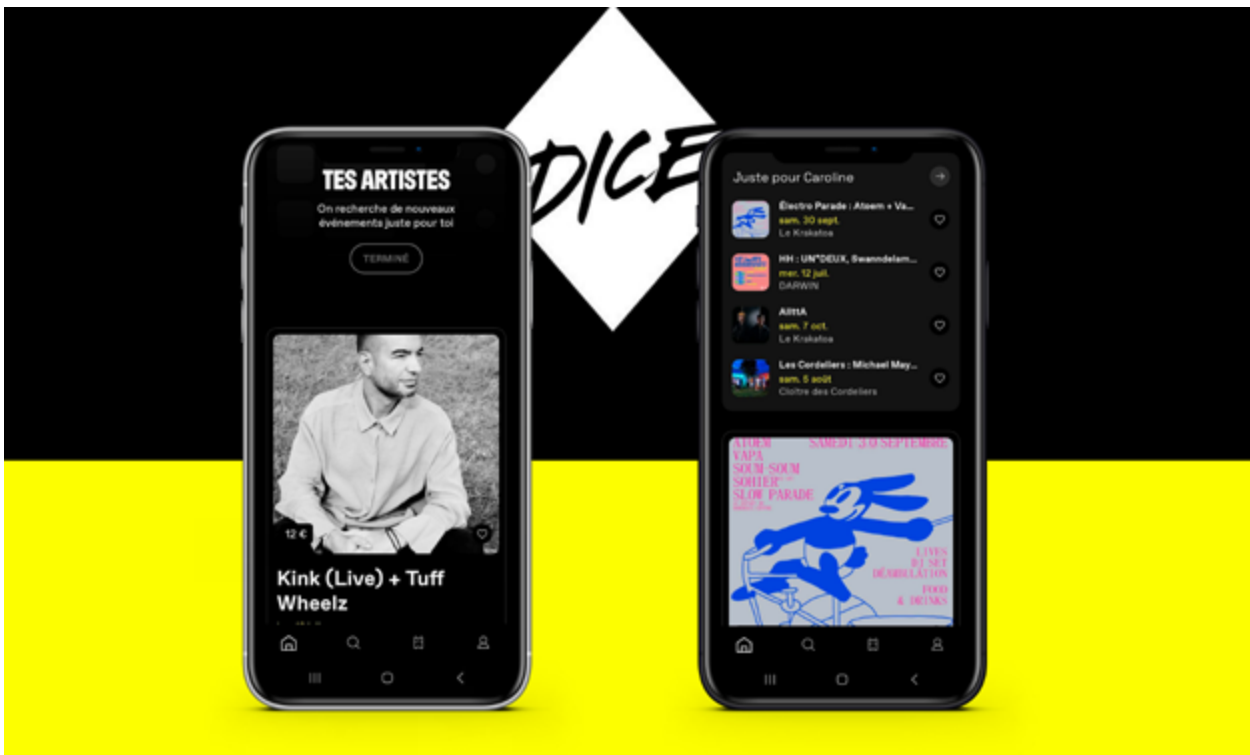 DICE
TES ARTISTES
On recherche de nouveaux
événements juste pour toi
TERMINÉ
12 €
Kink (Live) + Tuff
Wheelz
Juste pour Caroline
Électro Parade : Atoem + Va...
sam. 30 sept.
Le Krakatoa
HH : UN*DEUX, Swanndelam...
mer. 12 juil.
DARWIN
AlittA
sam. 7 oct.
Le Krakatoa
Les Cordeliers : Michael May...
sam. 5 août
Cloître des Cordeliers
ATOEM
SAMEDI 30 SEPTEMBRE
VAPA
SOUM-SOUM
SOHIER
SLOW PARADE
LIVES
DJ SET
DÉAMBULATION
FOOD
& DRINKS